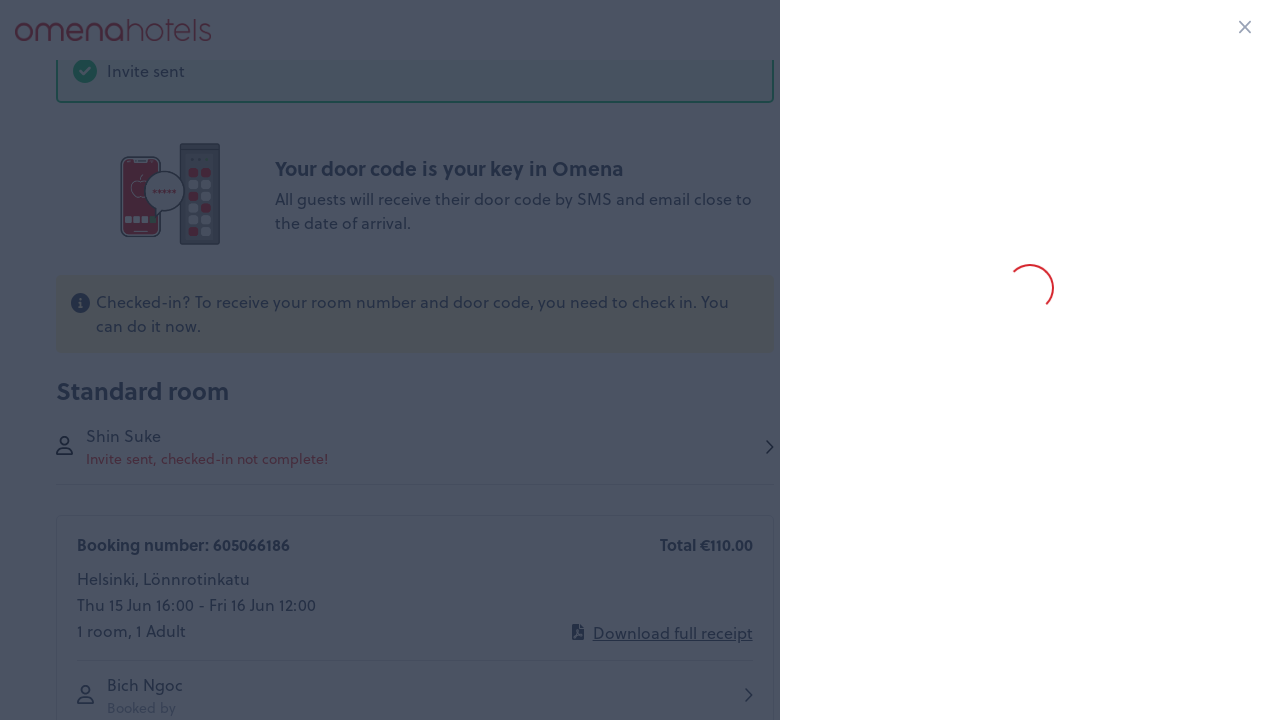 omenahotels
Invite sent
Your door code is your key in Omena
All guests will receive their door code by SMS and email close to
the date of arrival.
Checked-in? To receive your room number and door code, you need to check in. You
can do it now.
Standard room
Shin Suke
Invite sent, checked-in not complete!
Booking number: 605066186
Total €110.00
Helsinki, Lönnrotinkatu
Thu 15 Jun 16:00 - Fri 16 Jun 12:00
1 room, 1 Adult
Download full receipt
Bich Ngoc
Booked by